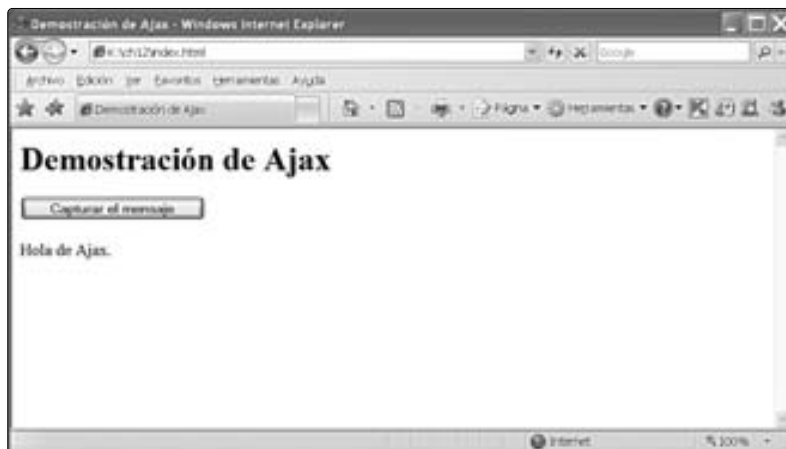 Demostración de Ajax - Windows Internet Explorer
Google
Archivo Edición Ver Favoritos Herramientas Ayuda
Demostración de Ajax
Página Herramientas
Demostración de Ajax
Capturar el mensaje
Hola de Ajax.
Internet
100%